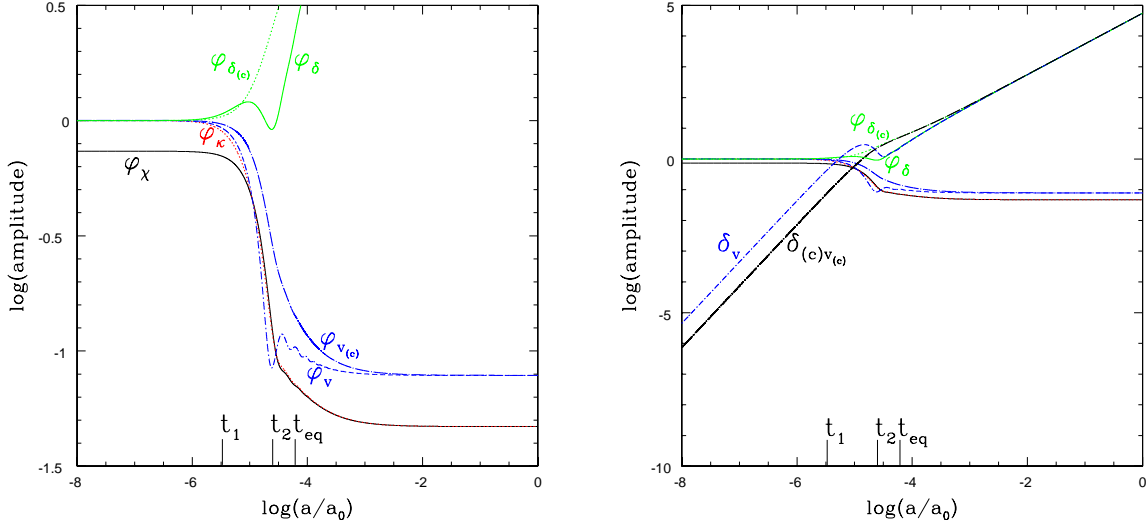 0.5
0
-0.5
-1
-1.5
log(amplitude)
φδ(c)
φδ
φκ
φχ
φv(c)
φv
t1
t2
teq
-8
-6
-4
-2
0
log(a/a0)
5
0
-5
-10
log(amplitude)
φδ(c)
φδ
δv
δ(c)v(c)
t1
t2
teq
-8
-6
-4
-2
0
log(a/a0)